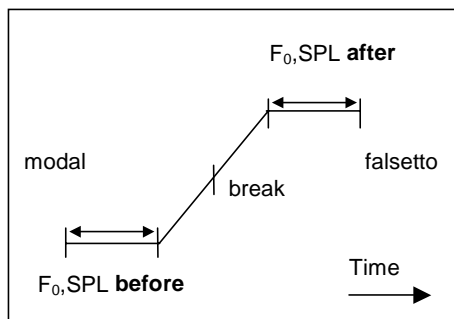 F₀,SPL after
modal
falsetto
break
F₀,SPL before
Time